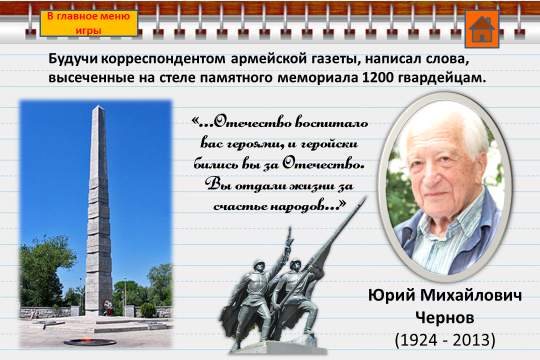 В главное меню
игры
Будучи корреспондентом армейской газеты, написал слова,
высеченные на стеле памятного мемориала 1200 гвардейцам.
«...Отечество воспитало
вас героями, и геройски
бились вы за Отечество.
Вы отдали жизни за
счастье народов...»
Юрий Михайлович
Чернов
(1924 - 2013)